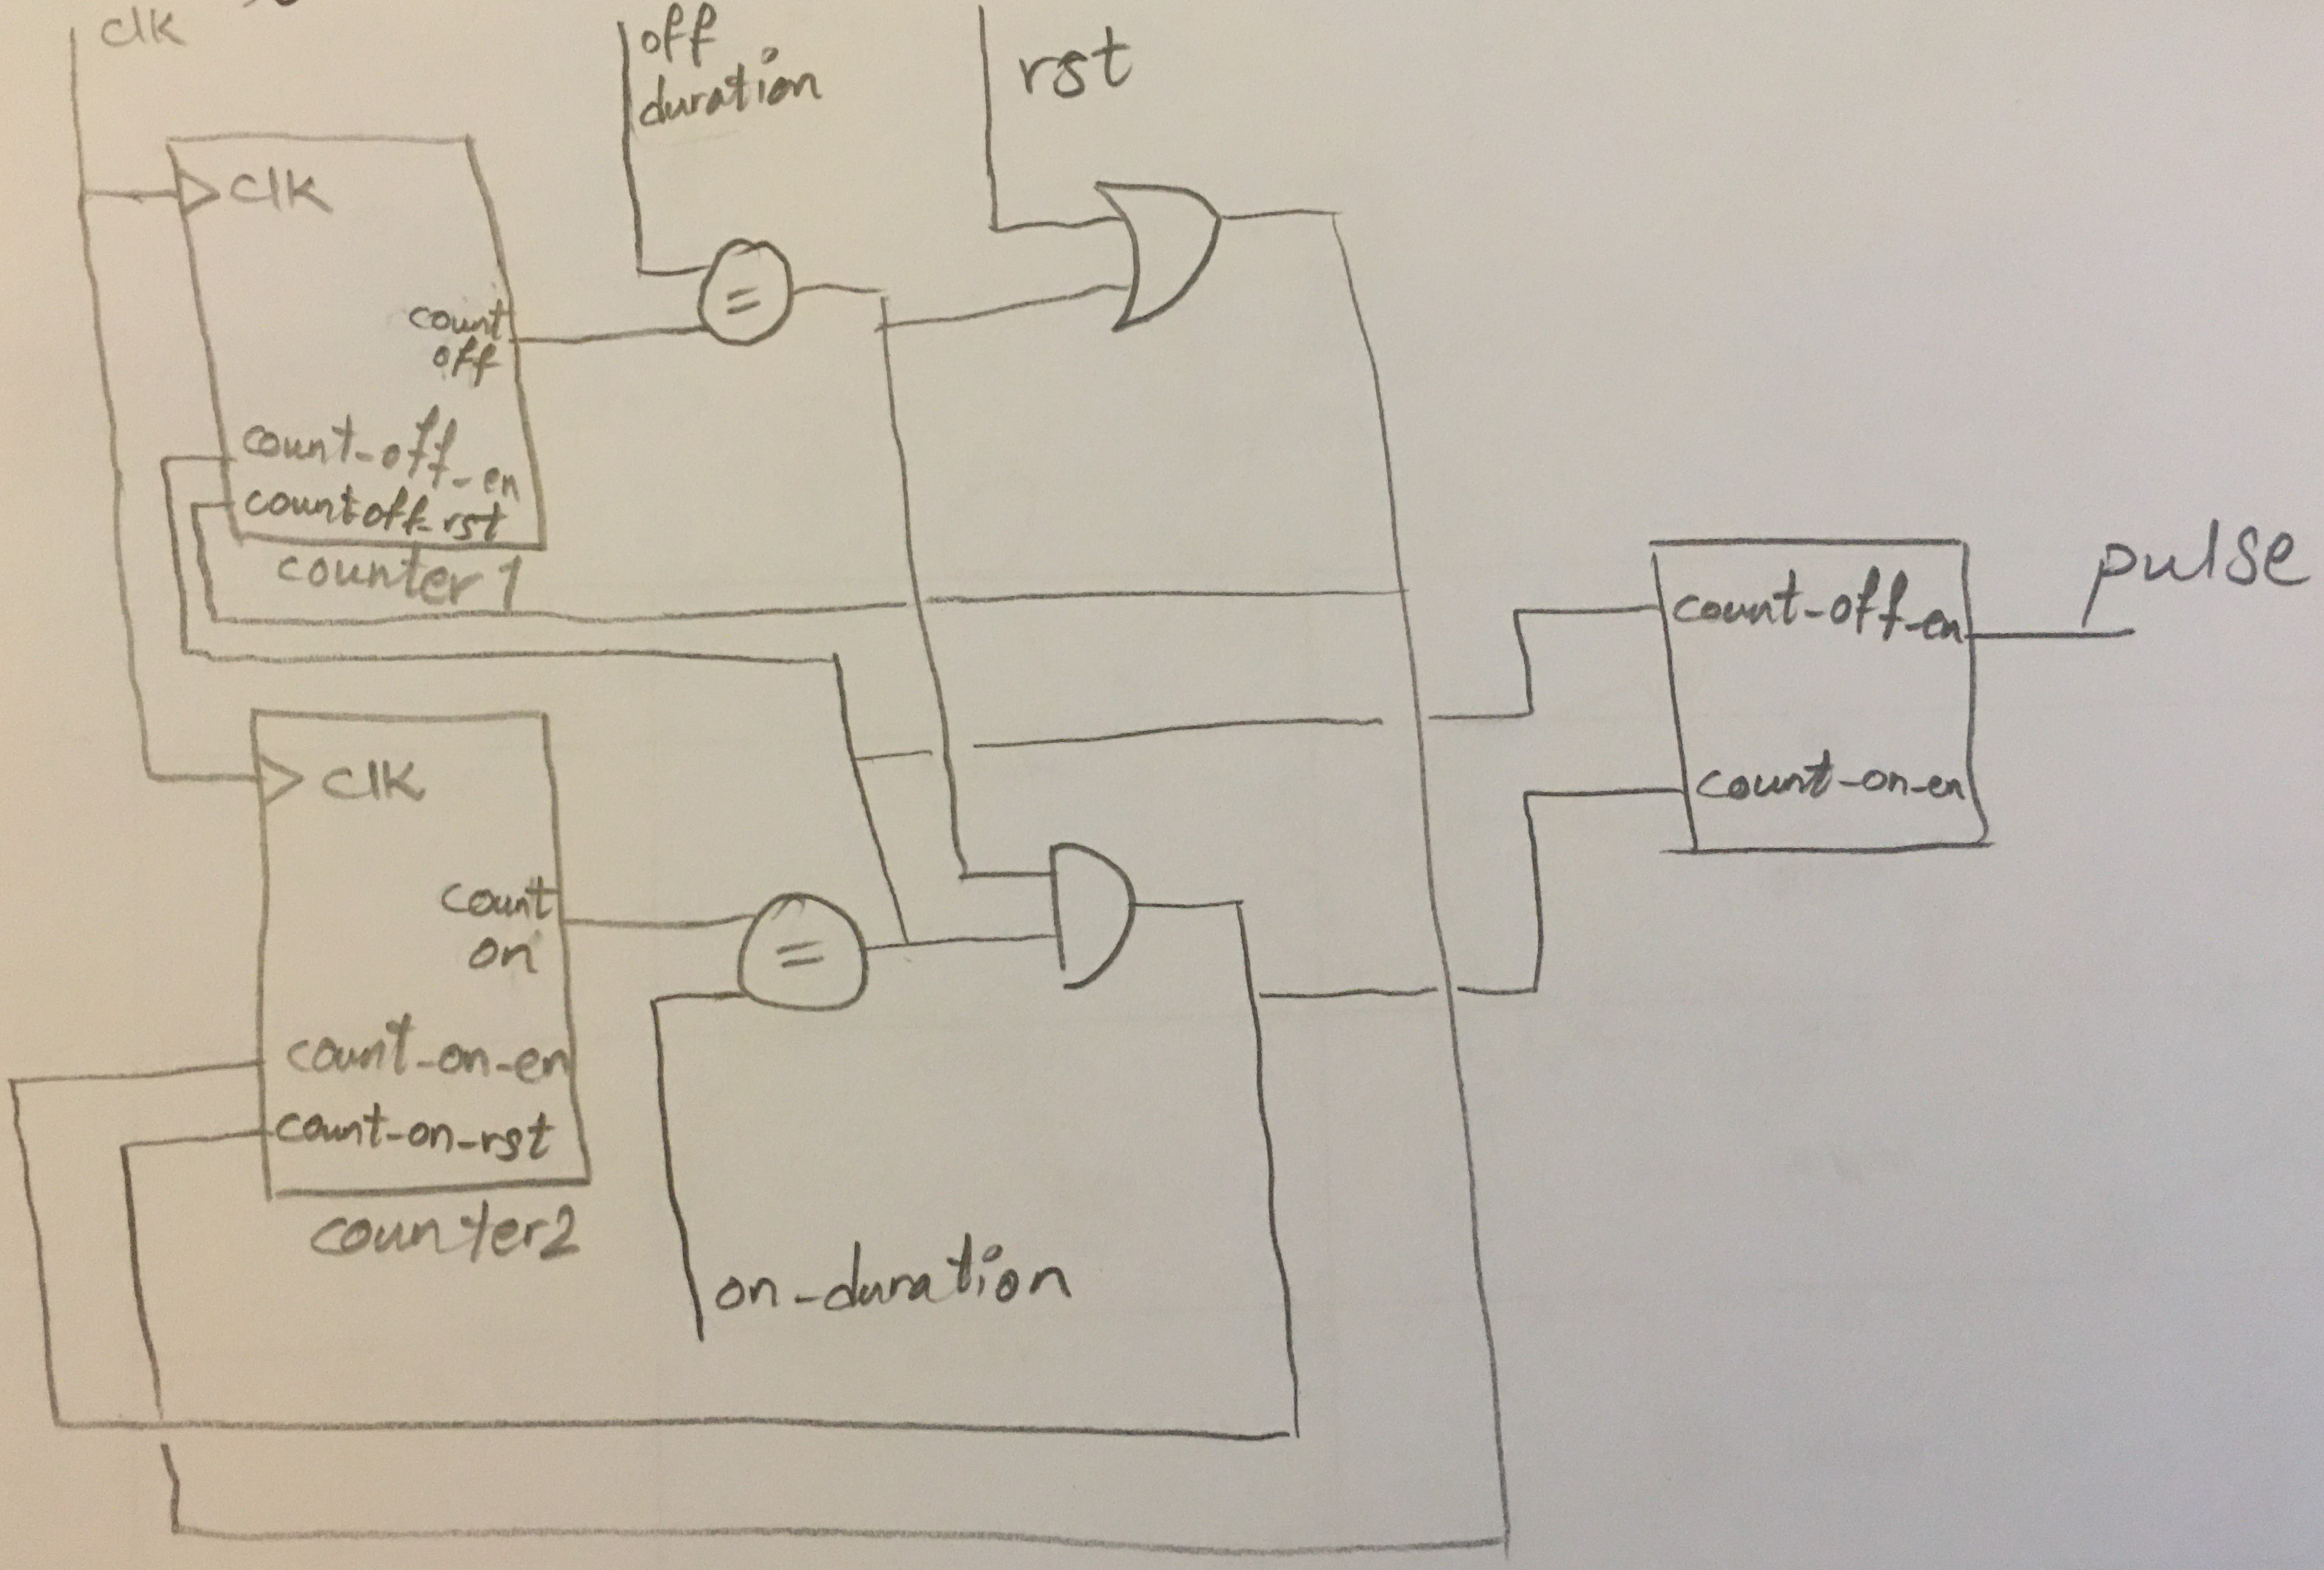 clk
off
duration
rst
clk
count
off
count-off-en
countoff-rst
counter 1
=
pulse
count-off-en
count-on-en
clk
count
on
count-on-en
count-on-rst
counter2
=
on-duration